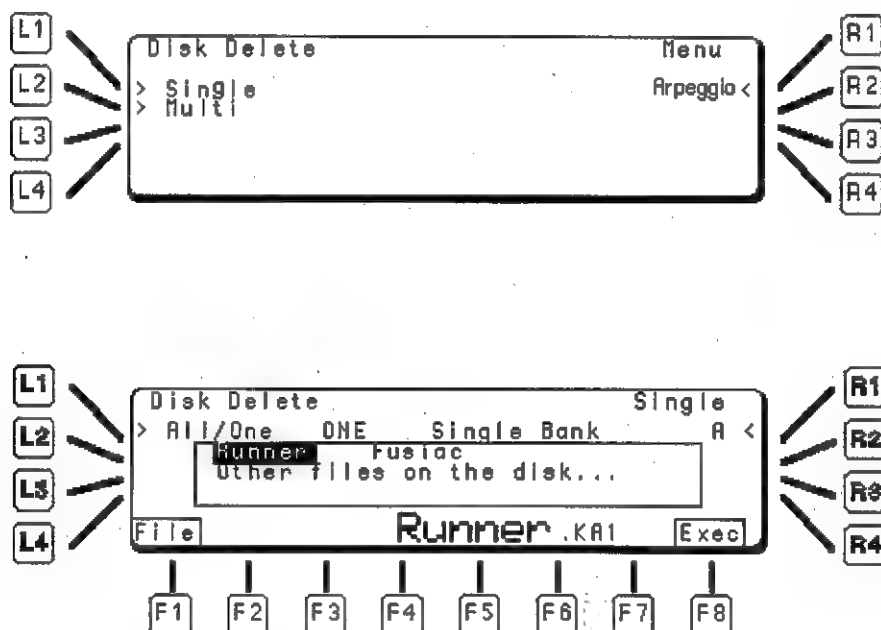 L1
R1
Disk Delete Menu
L2
> Single Arpeggio <
R2
> Multi
L3
R3
L4
R4
L1
R1
Disk Delete Single
> All/One ONE Single Bank A <
L2
R2
Runner Fusiac
Other files on the disk...
L3
R3
File Runner .KA1 Exec
L4
R4
F1 F2 F3 F4 F5 F6 F7 F8